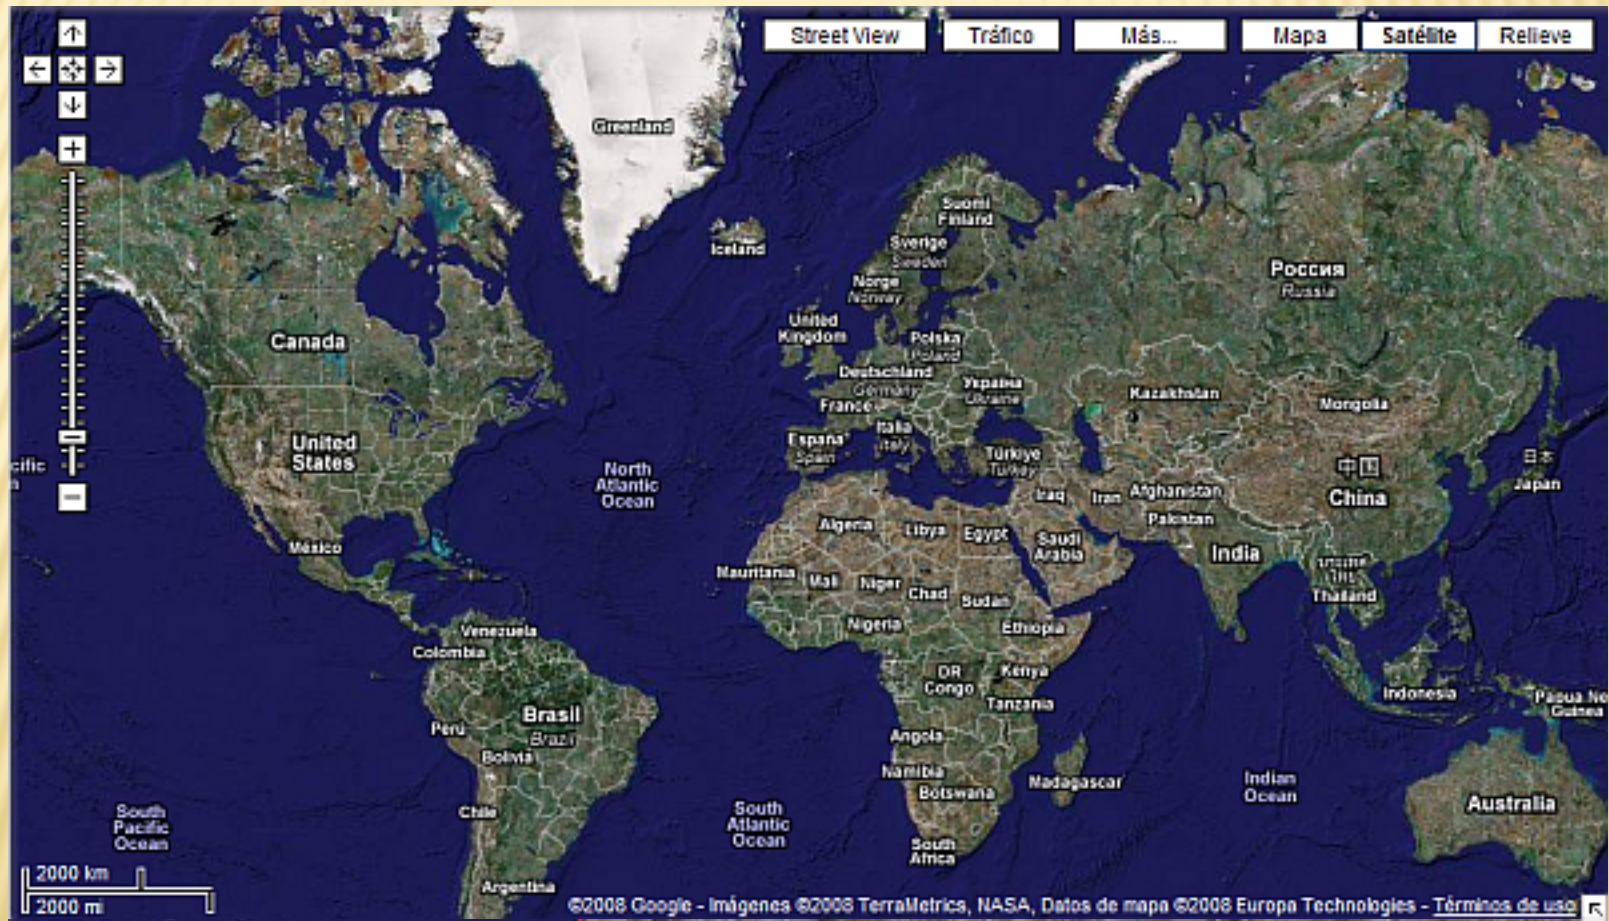 Street View
Tráfico
Más...
Mapa
Satélite
Relieve
Greenland
Iceland
Suomi
Finland
Sverige
Sweden
Norge
Norway
Россия
Russia
United
Kingdom
Polska
Poland
Deutschland
Germany
Україна
Ukraine
France
Italia
Italy
España
Spain
Türkiye
Turkey
Kazakhstan
Mongolia
Canada
United
States
North
Atlantic
Ocean
México
Algeria
Libya
Egypt
Iraq
Iran
Afghanistan
Pakistan
Saudi
Arabia
India
中国
China
日本
Japan
Thailand
Mauritania
Mali
Niger
Chad
Sudan
Nigeria
Ethiopia
Venezuela
Colombia
DR
Congo
Kenya
Tanzania
Indonesia
Papua Ne
Guinea
Brasil
Brazil
Perú
Bolivia
Angola
Namibia
Botswana
Madagascar
Indian
Ocean
Australia
South
Pacific
Ocean
Chile
South
Atlantic
Ocean
South
Africa
Argentina
2000 km
2000 mi
©2008 Google - Imágenes ©2008 TerraMetrics, NASA, Datos de mapa ©2008 Europa Technologies - Términos de uso